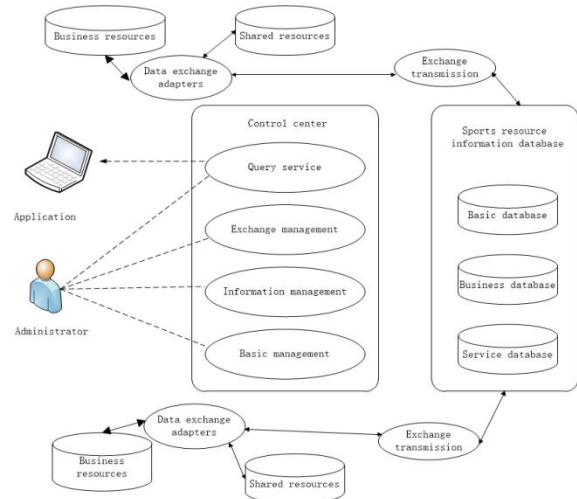 Business resources
Shared resources
Data exchange
adapters
Exchange
transmission
Control center
Sports resource
information database
Query service
Application
Basic database
Exchange management
Business database
Information management
Administrator
Basic management
Service database
Data exchange
adapters
Exchange
transmission
Business
resources
Shared resources